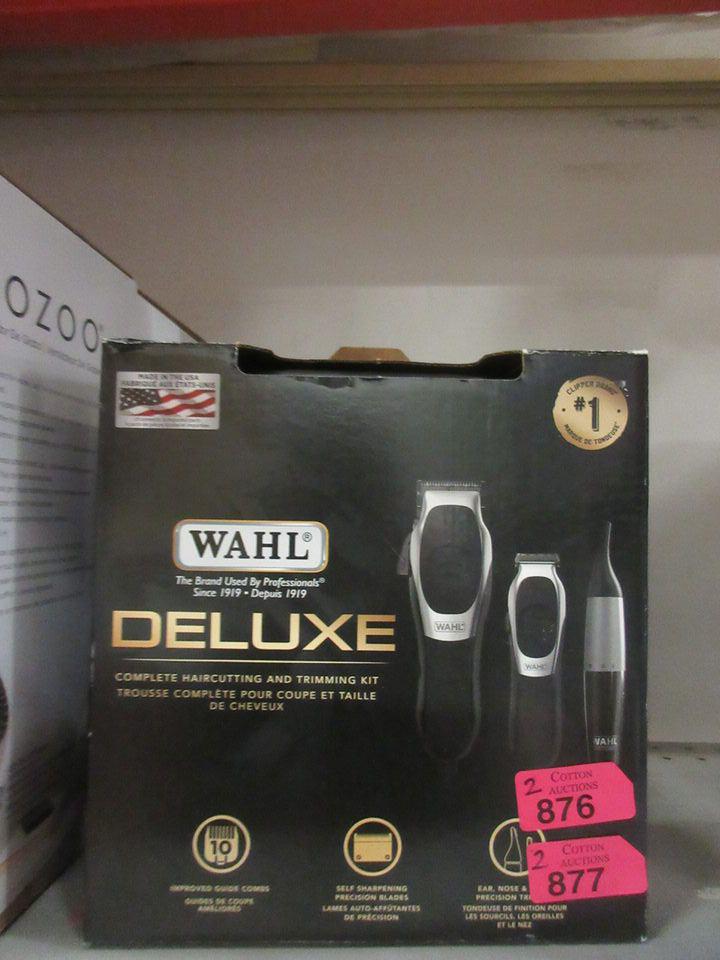 OZOO
MADE IN THE USA
FABRIQUÉ AUX ÉTATS-UNIS
CLIPPER BRAND
#1
MARQUE DE TONDEUSE
WAHL®
The Brand Used By Professionals®
Since 1919 • Depuis 1919
DELUXE
COMPLETE HAIRCUTTING AND TRIMMING KIT
TROUSSE COMPLÈTE POUR COUPE ET TAILLE
DE CHEVEUX
WAHL
WAHL
WAHL
2 COTTON
AUCTIONS
876
2 COTTON
AUCTIONS
877
10
IMPROVED GUIDE COMBS
GUIDES DE COUPE
AMÉLIORÉS
SELF SHARPENING
PRECISION BLADES
LAMES AUTO-AFFÛTANTES
DE PRÉCISION
EAR, NOSE &
PRECISION
TONDEUSE DE FINITION POUR
LES SOURCILS, LES OREILLES
ET LE NEZ